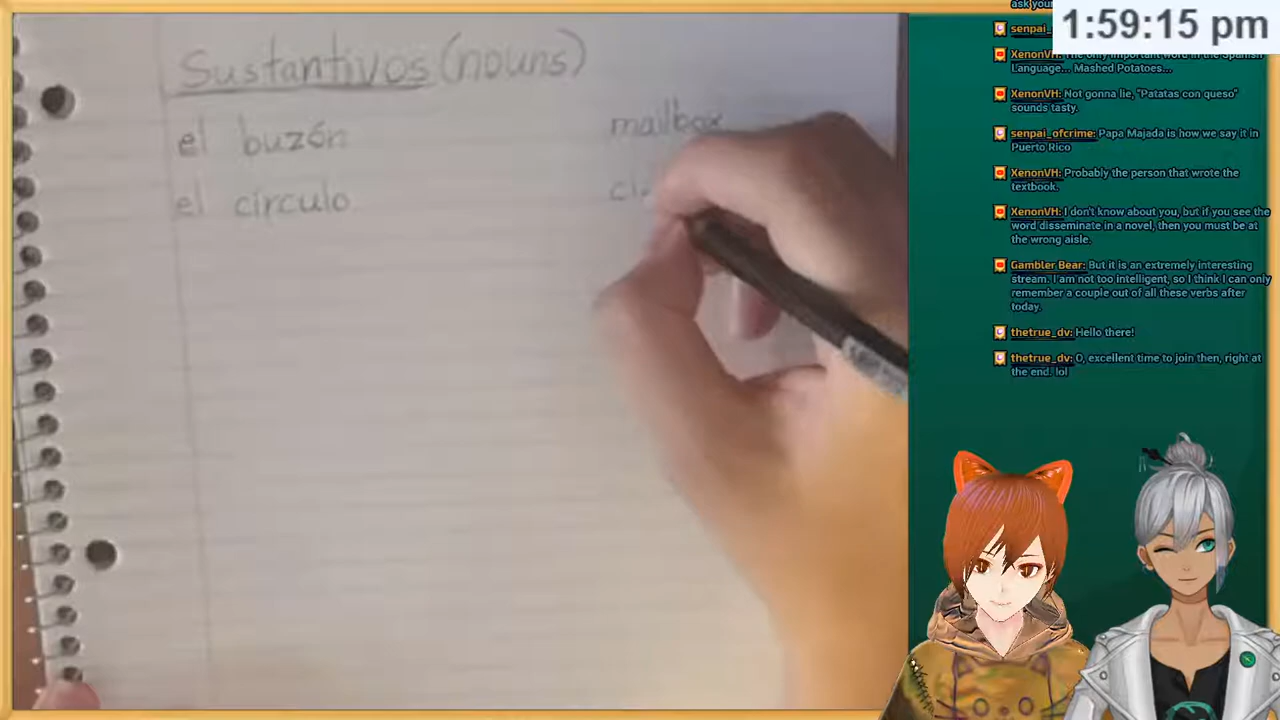 Sustantivos (nouns)
el buzón
mailbox
el círculo
ask your
1:59:15 pm
senpai_
XenonVH: The only important word in the Spanish
Language... Mashed Potatoes...
XenonVH: Not gonna lie, "Patatas con queso"
sounds tasty.
senpai_ofcrime: Papa Majada is how we say it in
Puerto Rico
XenonVH: Probably the person that wrote the
textbook.
XenonVH: I don't know about you, but if you see the
word disseminate in a novel, then you must be at
the wrong aisle.
Gambler Bear: But it is an extremely interesting
stream. I am not too intelligent, so I think I can only
remember a couple out of all these verbs after
today.
thetrue_dv: Hello there!
thetrue_dv: O, excellent time to join then, right at
the end. lol